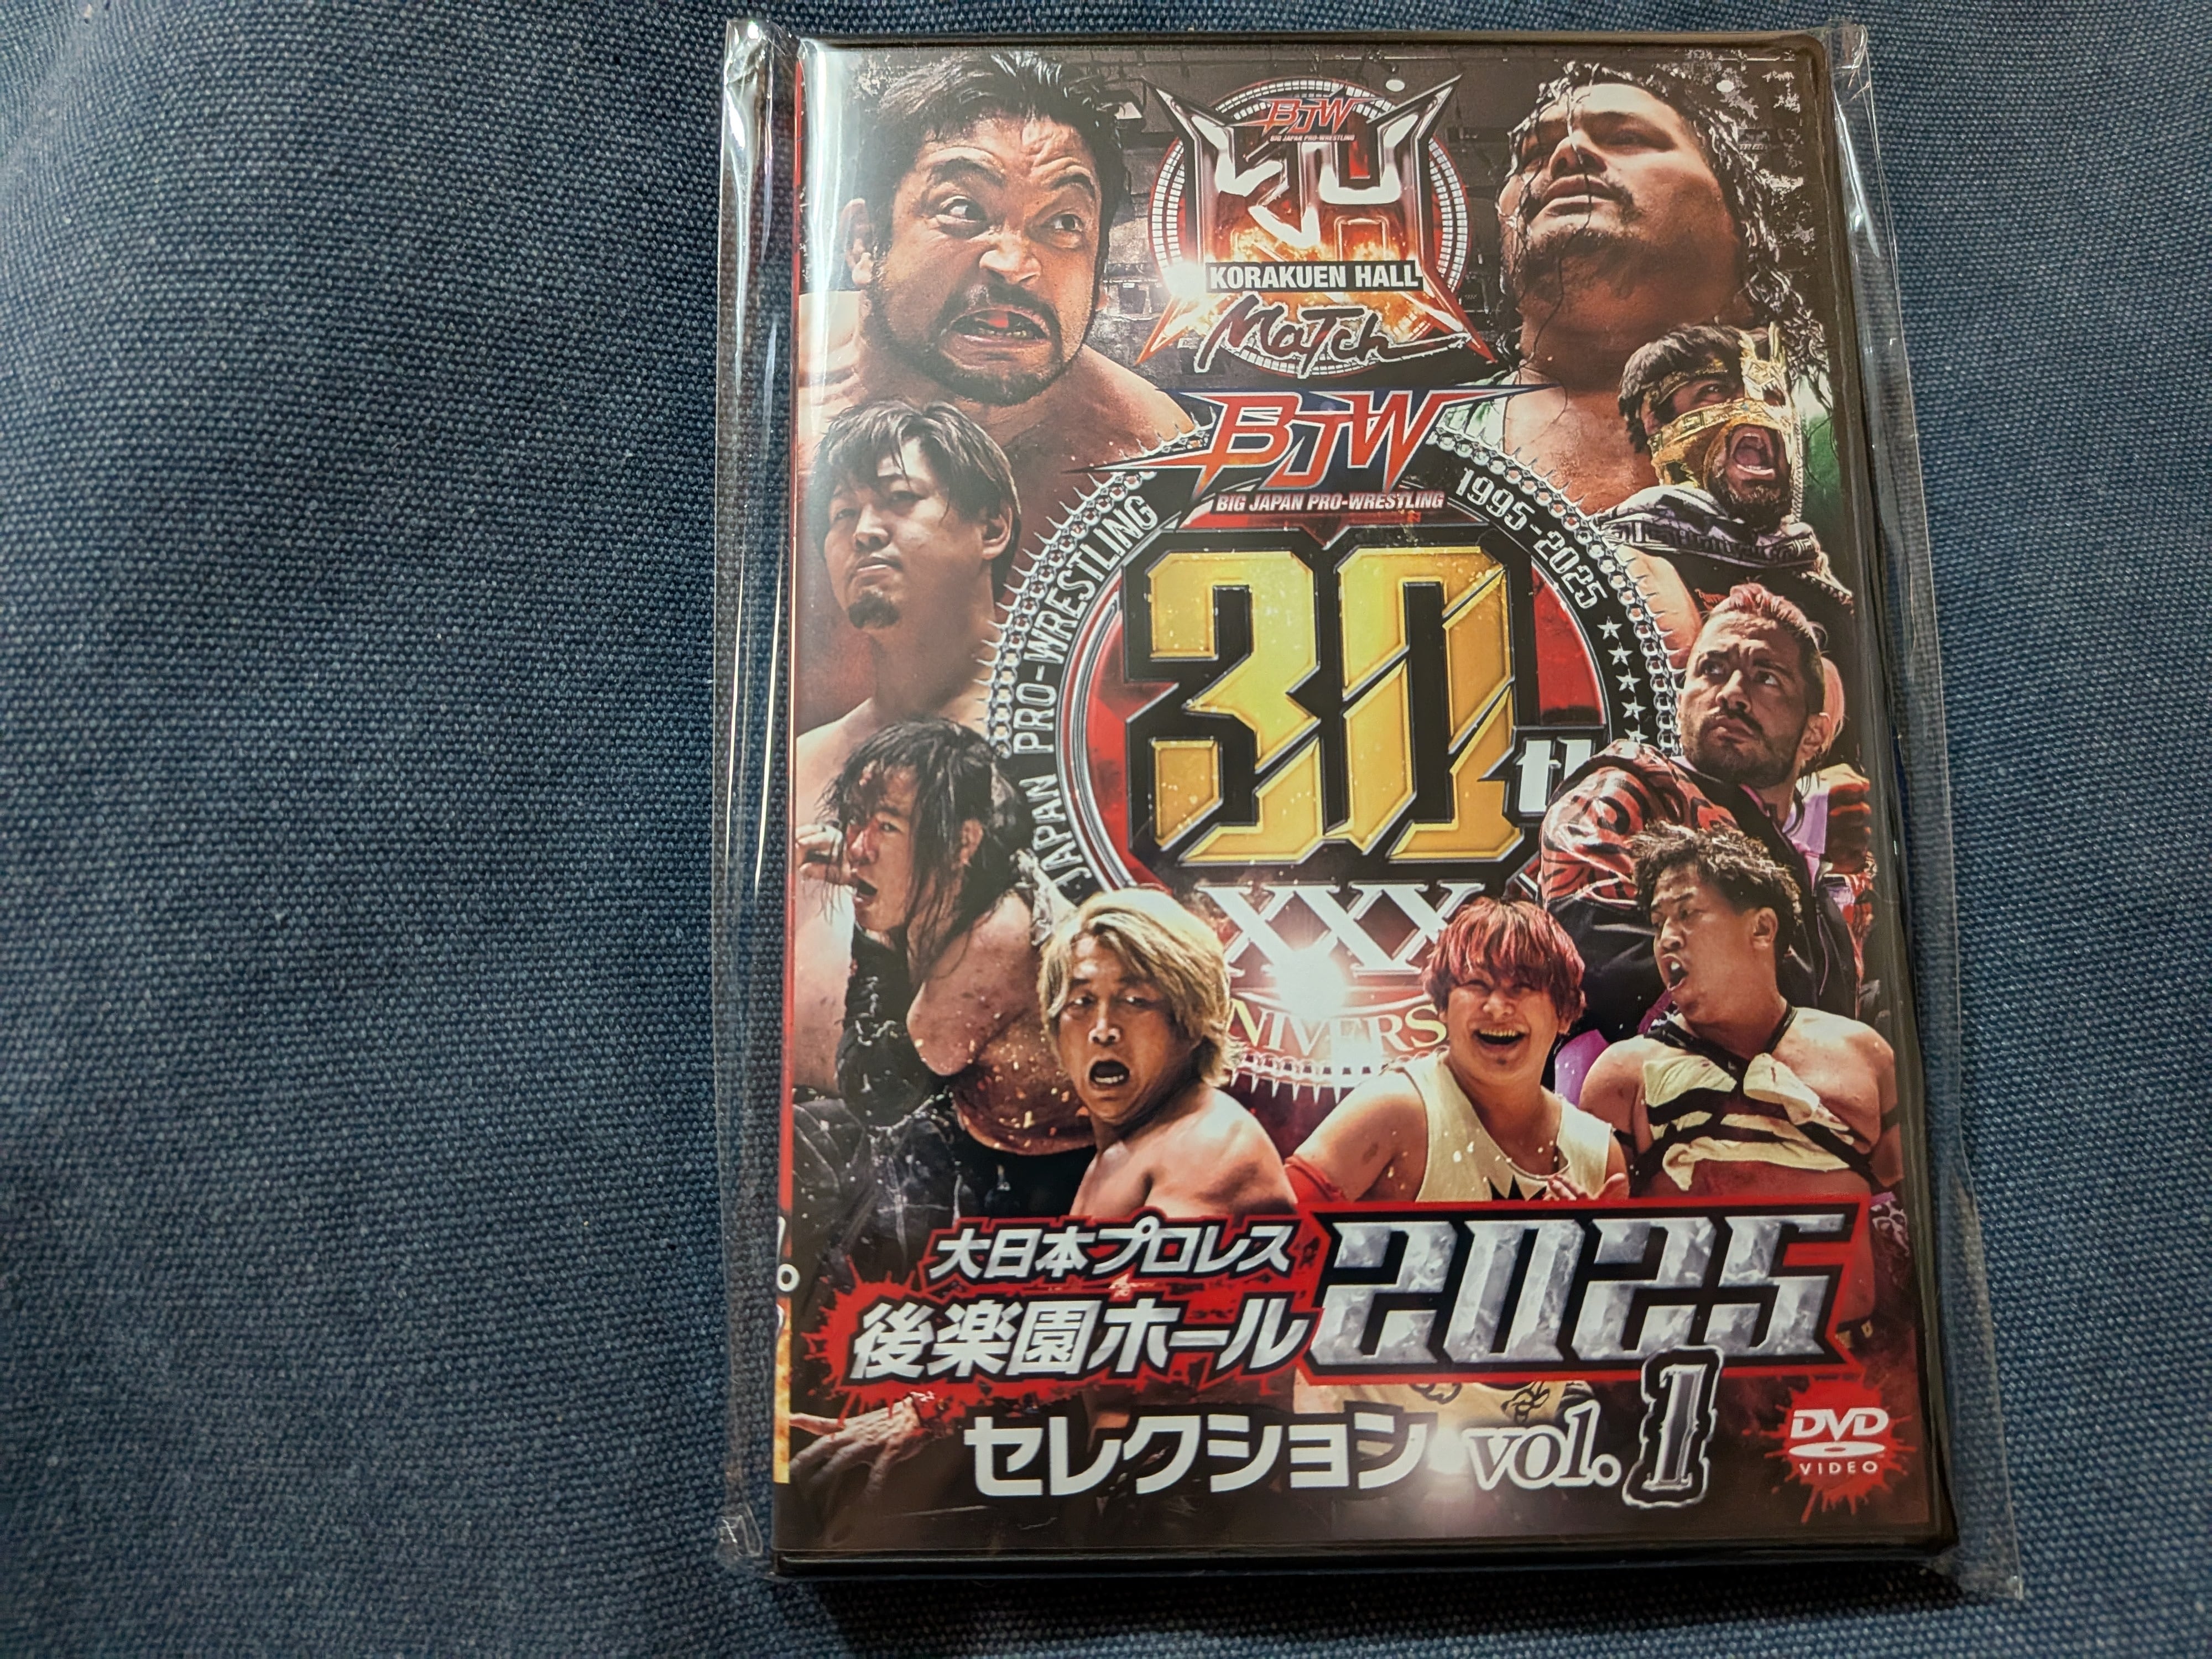 BJW
BIG JAPAN PRO-WRESTLING
KH
KORAKUEN HALL
Match
BJW
BIG JAPAN PRO-WRESTLING
JAPAN PRO-WRESTLING
1995-2025
30th
XXX
NIVERS
大日本プロレス
後楽園ホール 2025
セレクション vol.1
DVD
VIDEO